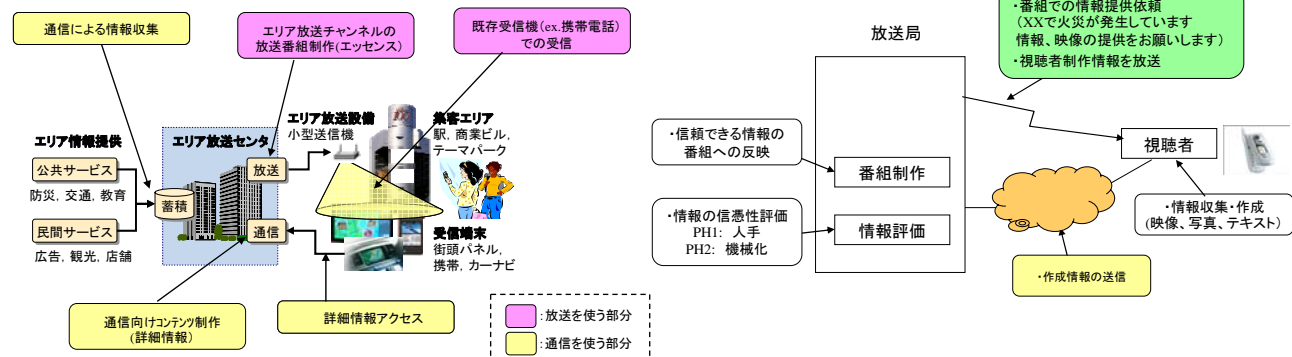 通信による情報収集
エリア放送チャンネルの
放送番組制作(エッセンス)
既存受信機(ex.携帯電話)
での受信
エリア情報提供
公共サービス
防災, 交通, 教育
民間サービス
広告, 観光, 店舗
蓄積
エリア放送センタ
放送
通信
エリア放送設備
小型送信機
集客エリア
駅, 商業ビル,
テーマパーク
受信端末
街頭パネル,
携帯, カーナビ
通信向けコンテンツ制作
(詳細情報)
詳細情報アクセス
:放送を使う部分
:通信を使う部分
放送局
・番組での情報提供依頼
(XXで火災が発生しています
情報、映像の提供をお願いします)
・視聴者制作情報を放送
・信頼できる情報の
番組への反映
番組制作
・情報の信憑性評価
PH1: 人手
PH2: 機械化
情報評価
視聴者
・情報収集・作成
(映像、写真、テキスト)
・作成情報の送信